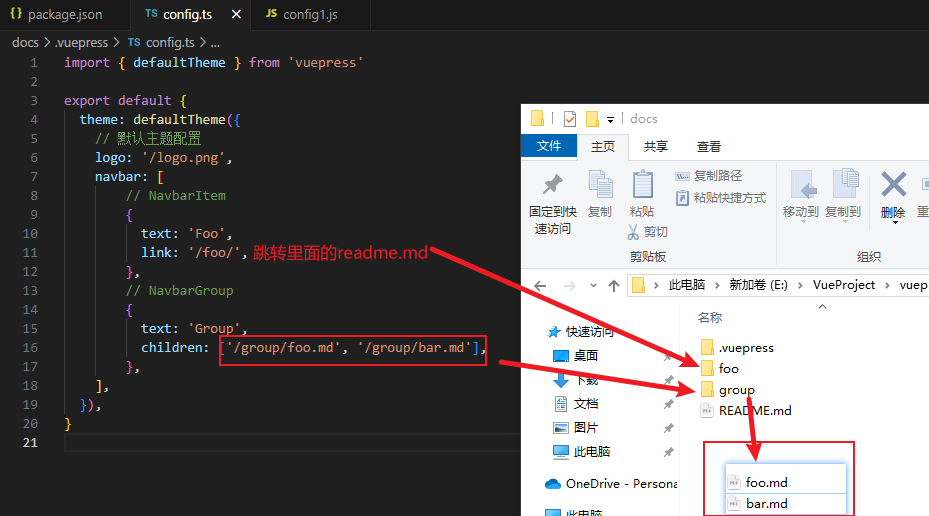 {} package.json
TS config.ts ×
JS config1.js
docs > .vuepress > TS config.ts > ...
1 import { defaultTheme } from 'vuepress'
2
3 export default {
4 theme: defaultTheme({
5 // 默认主题配置
6 logo: '/logo.png',
7 navbar: [
8 // NavbarItem
9 {
10 text: 'Foo',
11 link: '/foo/', 跳转里面的readme.md
12 },
13 // NavbarGroup
14 {
15 text: 'Group',
16 children: ['/group/foo.md', '/group/bar.md'],
17 },
18 ],
19 }),
20 }
21
docs
文件 主页 共享 查看
固定到快速访问
复制
粘贴
复制路径
粘贴快捷方式
剪切
剪贴板
移动到 复制到 删除 重
组织
此电脑 > 新加卷 (E:) > VueProject > vuep
名称
快速访问
桌面
下载
文档
图片
此电脑
OneDrive - Persona
此电脑
.vuepress
foo
group
README.md
foo.md
bar.md